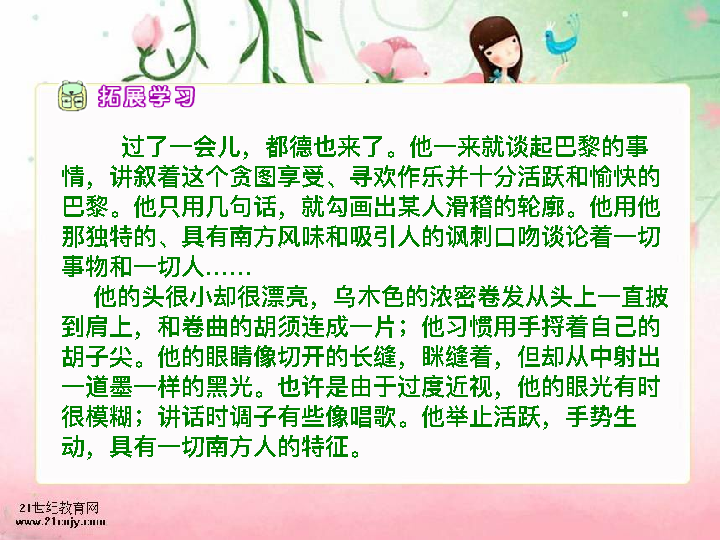 拓展学习
过了一会儿，都德也来了。他一来就谈起巴黎的事
情，讲叙着这个贪图享受、寻欢作乐并十分活跃和愉快的
巴黎。他只用几句话，就勾画出某人滑稽的轮廓。他用他
那独特的、具有南方风味和吸引人的讽刺口吻谈论着一切
事物和一切人……
他的头很小却很漂亮，乌木色的浓密卷发从头上一直披
到肩上，和卷曲的胡须连成一片；他习惯用手捋着自己的
胡子尖。他的眼睛像切开的长缝，眯缝着，但却从中射出
一道墨一样的黑光。也许是由于过度近视，他的眼光有时
很模糊；讲话时调子有些像唱歌。他举止活跃，手势生
动，具有一切南方人的特征。
21世纪教育网
www.21cnjy.com